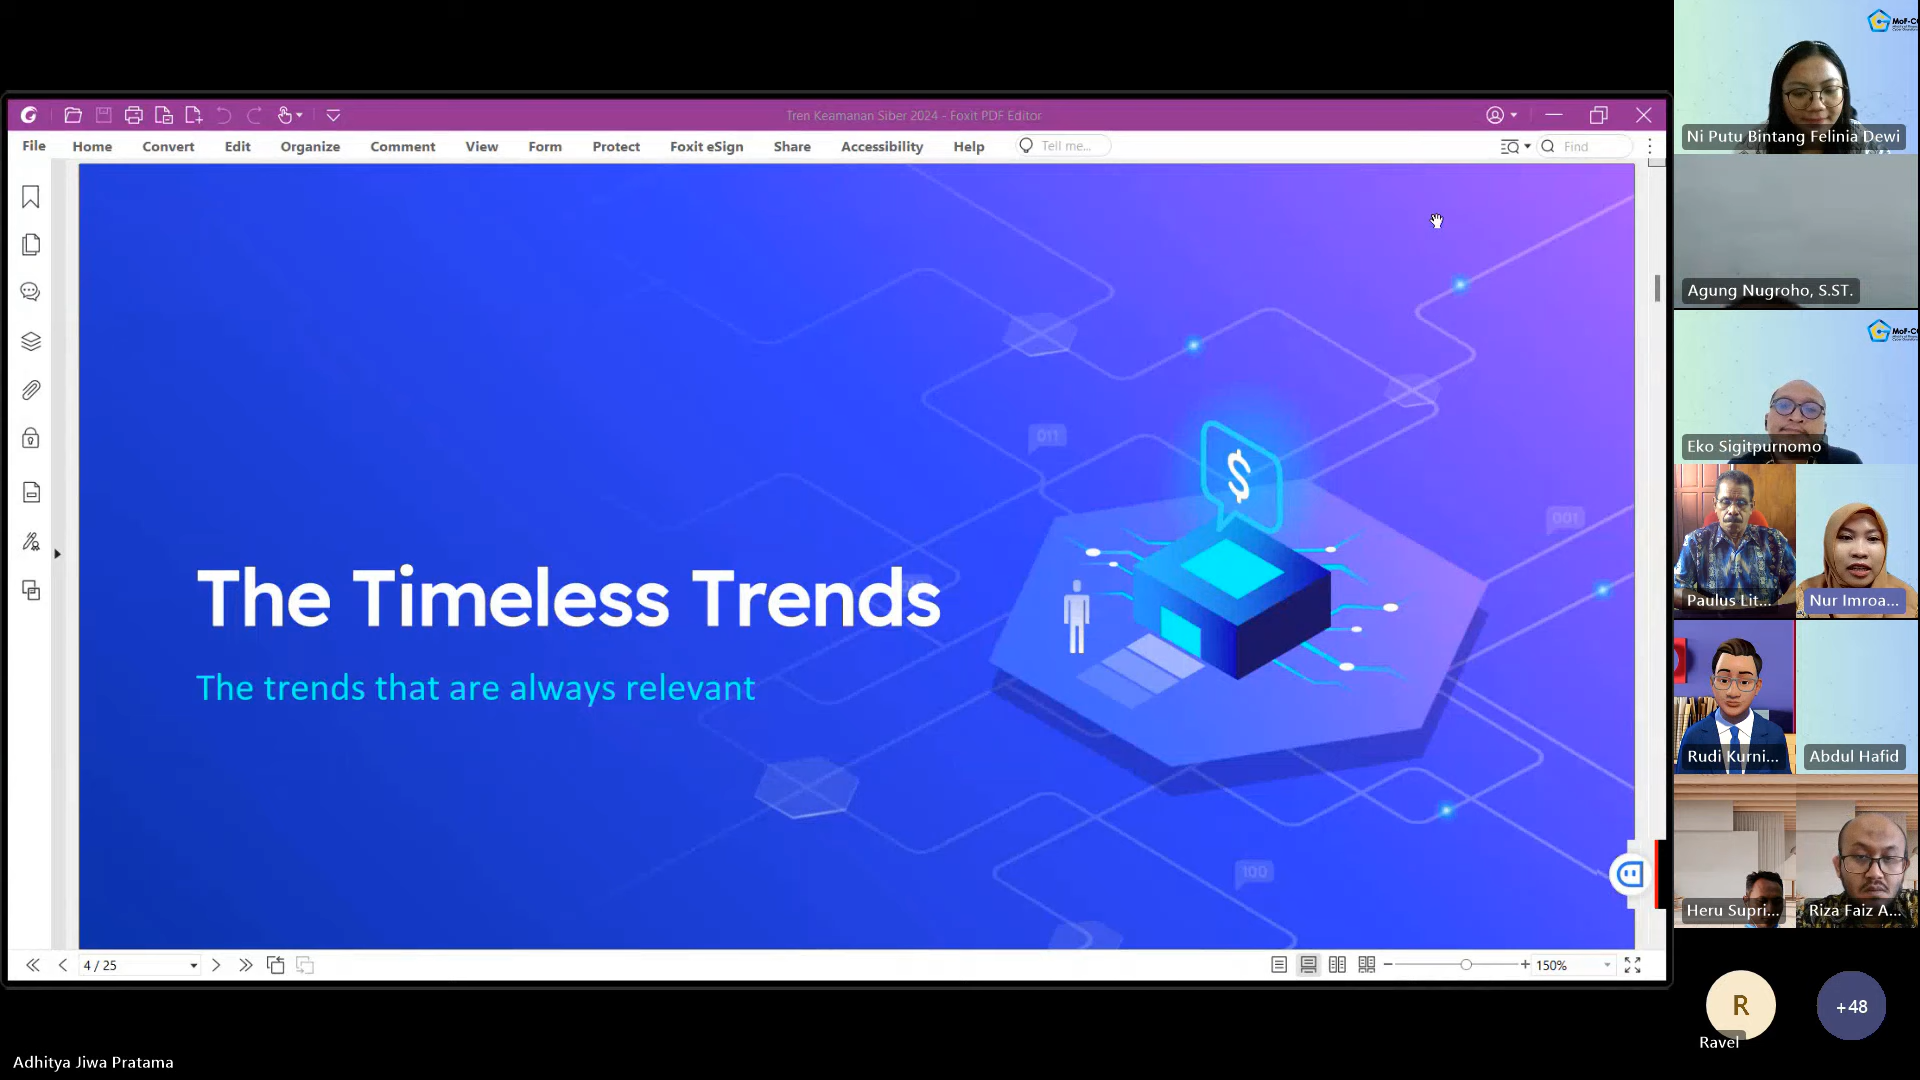 Tren Keamanan Siber 2024 - Foxit PDF Editor
File Home Convert Edit Organize Comment View Form Protect Foxit eSign Share Accessibility Help Tell me... Find
011
001
$
The Timeless Trends
The trends that are always relevant
100
4 / 25
150%
Adhitya Jiwa Pratama
Ni Putu Bintang Felinia Dewi
Agung Nugroho, S.ST.
Eko Sigitpurnomo
Paulus Lit...
Nur Imroa...
Rudi Kurni...
Abdul Hafid
Heru Supri...
Riza Faiz A...
R
+48
Ravel